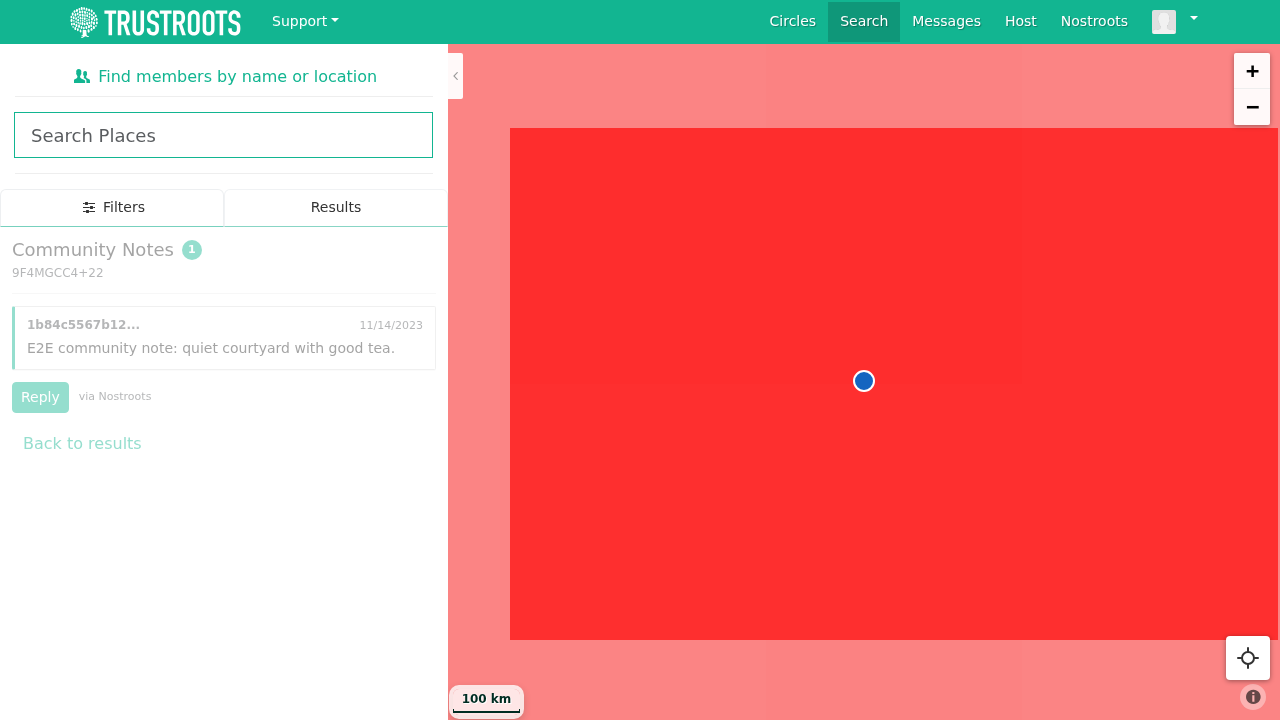 TRUSTROOTS
Support
Circles
Search
Messages
Host
Nostroots
Find members by name or location
Search Places
Filters
Results
Community Notes 1
9F4MGCC4+22
1b84c5567b12...
11/14/2023
E2E community note: quiet courtyard with good tea.
Reply
via Nostroots
Back to results
+
−
100 km